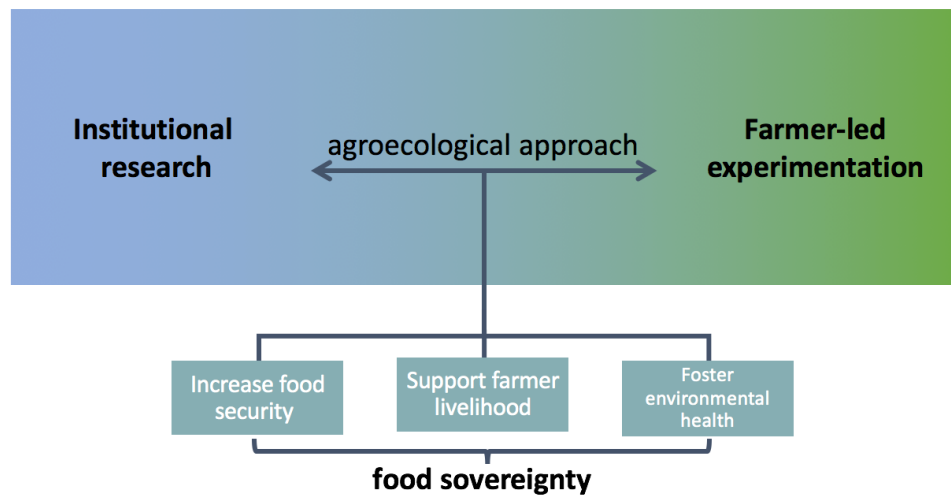 Institutional
research
agroecological approach
Farmer-led
experimentation
Increase food
security
Support farmer
livelihood
Foster
environmental
health
food sovereignty